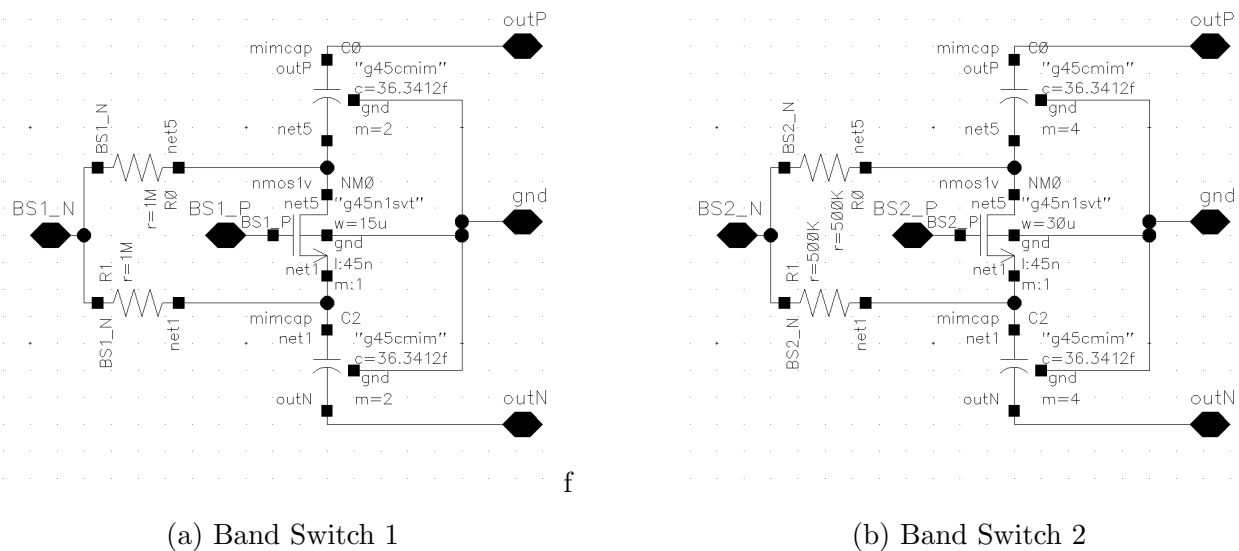 outP
mimcap C0
outP "g45cmim"
c=36.3412f
gnd
net5 m=2
BS1_N
net5
r=1M
R0
nmos1v NM0
gnd
BS1_N
BS1_P
net5 "g45n1svt"
BS1_P w=15u
gnd
net1 l:45n
m:1
R1
r=1M
BS1_N
net1
mimcap C2
net1 "g45cmim"
c=36.3412f
gnd
outN m=2
outN
f
(a) Band Switch 1
outP
mimcap C0
outP "g45cmim"
c=36.3412f
gnd
net5 m=4
BS2_N
net5
r=500K
R0
nmos1v NM0
gnd
BS2_N
BS2_P
net5 "g45n1svt"
BS2_P w=30u
gnd
net1 l:45n
m:1
R1
r=500K
BS2_N
net1
mimcap C2
net1 "g45cmim"
c=36.3412f
gnd
outN m=4
outN
(b) Band Switch 2